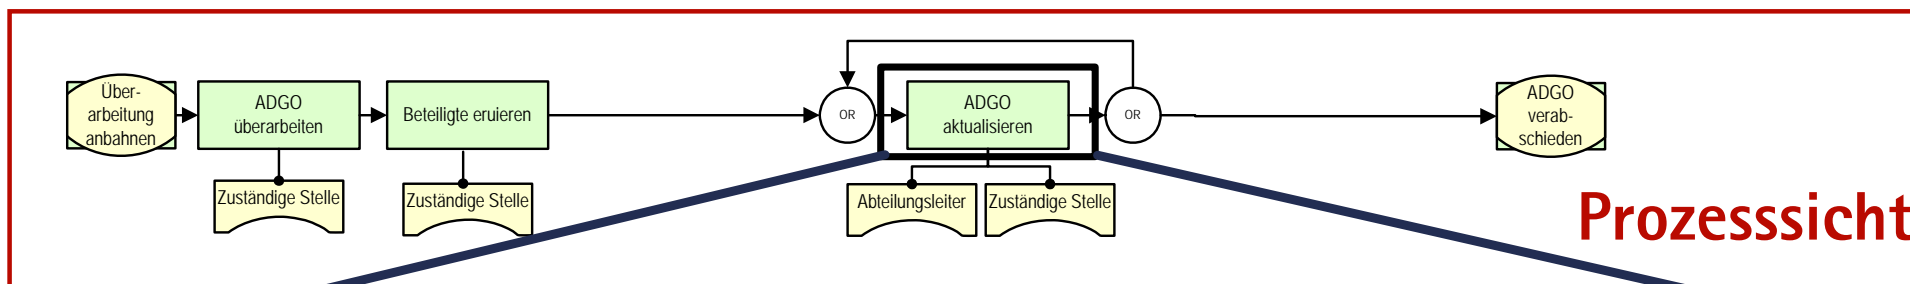 Über-
arbeitung
anbahnen
ADGO
überarbeiten
Beteiligte eruieren
OR
ADGO
aktualisieren
OR
ADGO
verab-
schieden
Zuständige Stelle
Zuständige Stelle
Abteilungsleiter
Zuständige Stelle
Prozesssicht